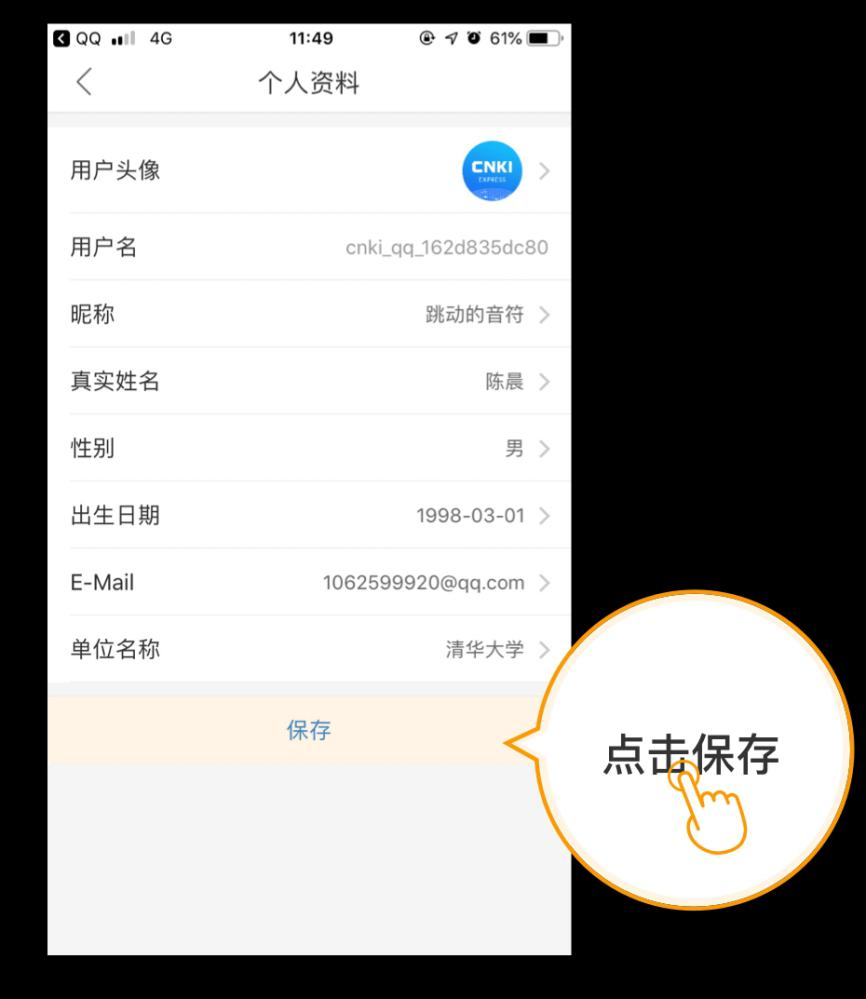 QQ 4G 11:49 61%
个人资料
用户头像 CNKI
EXPRESS
用户名 cnki_qq_162d835dc80
昵称 跳动的音符
真实姓名 陈晨
性别 男
出生日期 1998-03-01
E-Mail 1062599920@qq.com
单位名称 清华大学
保存
点击保存